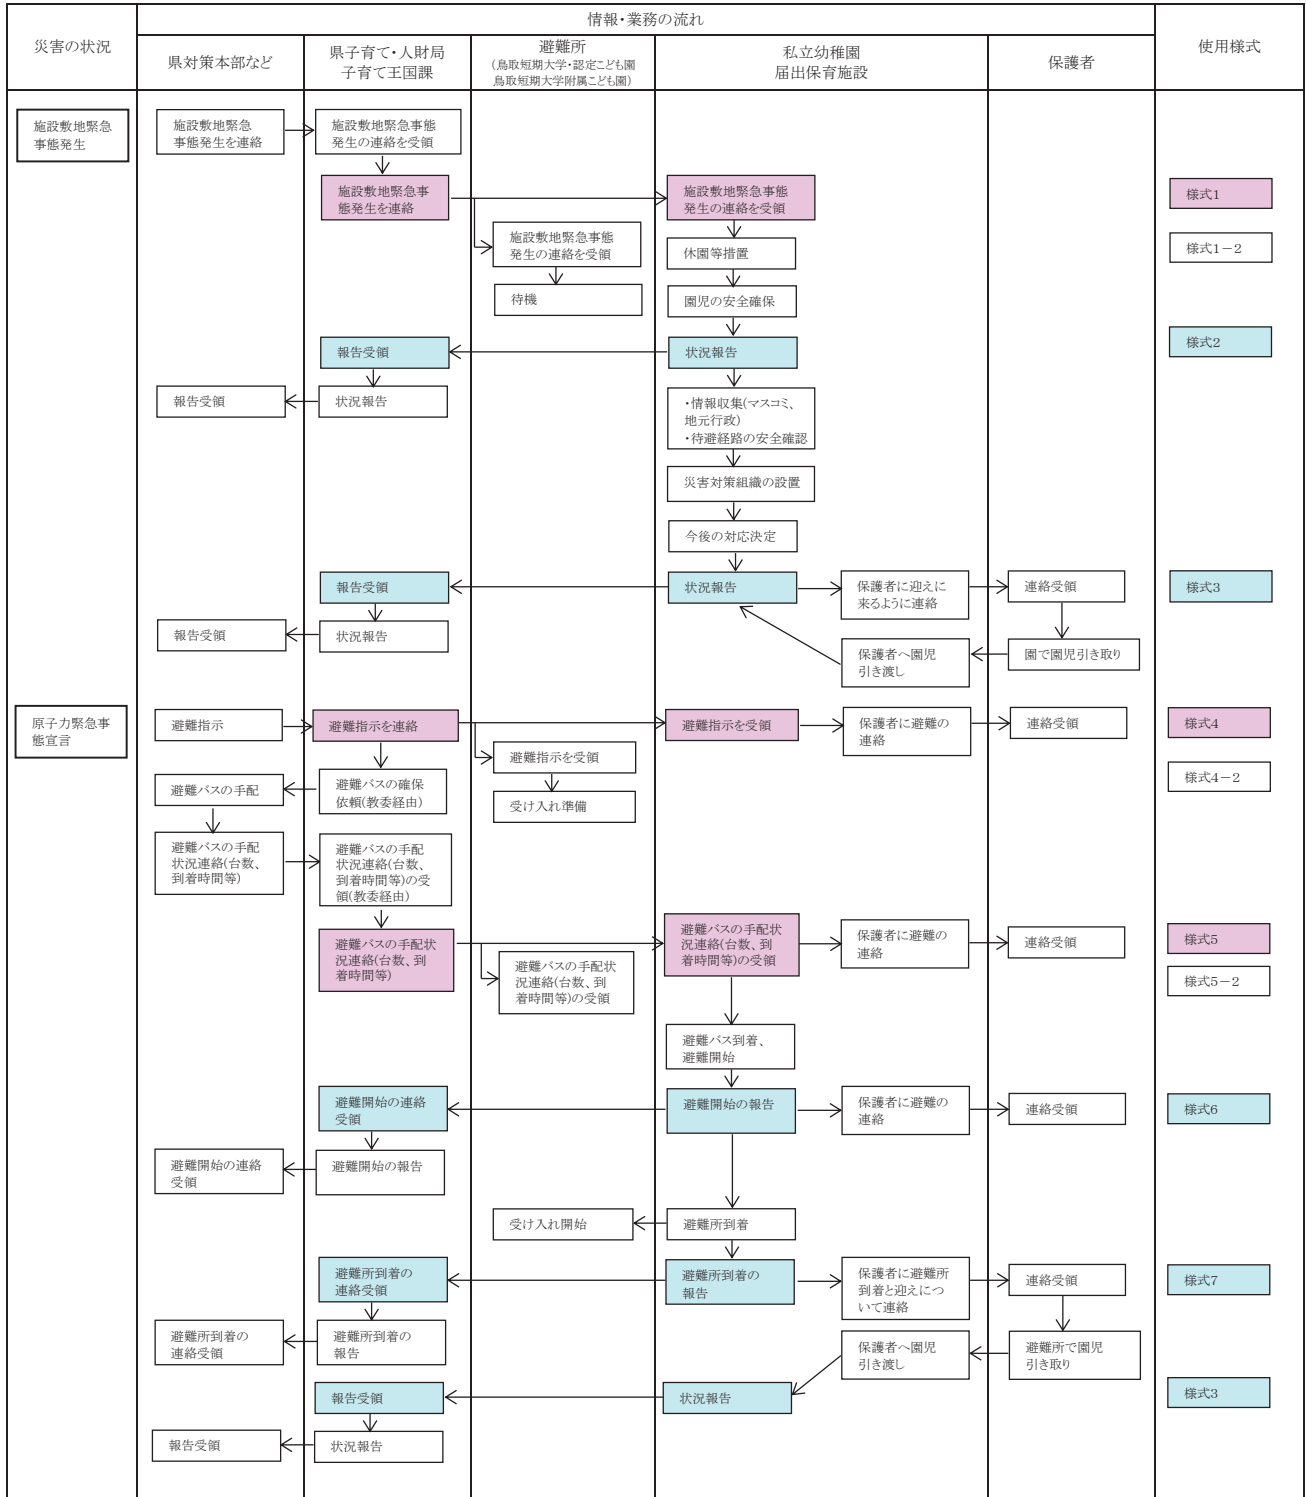 災害の状況
情報・業務の流れ
使用様式
県対策本部など
県子育て・人財局
子育て王国課
避難所
(鳥取短期大学・認定こども園
鳥取短期大学附属こども園)
私立幼稚園
届出保育施設
保護者
施設敷地緊急
事態発生
施設敷地緊急
事態発生を連絡
施設敷地緊急事態
発生の連絡を受領
施設敷地緊急事
態発生を連絡
施設敷地緊急事態
発生の連絡を受領
様式1
施設敷地緊急事態
発生の連絡を受領
休園等措置
様式1－2
待機
園児の安全確保
報告受領
状況報告
様式2
報告受領
状況報告
・情報収集(マスコミ、
地元行政)
・待避経路の安全確認
災害対策組織の設置
今後の対応決定
報告受領
状況報告
保護者に迎えに
来るように連絡
連絡受領
様式3
報告受領
状況報告
保護者へ園児
引き渡し
園で園児引き取り
原子力緊急事
態宣言
避難指示
避難指示を連絡
避難指示を受領
保護者に避難の
連絡
連絡受領
様式4
避難指示を受領
避難バスの手配
避難バスの確保
依頼(教委経由)
様式4－2
受け入れ準備
避難バスの手配
状況連絡(台数、
到着時間等)
避難バスの手配
状況連絡(台数、
到着時間等)の受
領(教委経由)
避難バスの手配状
況連絡(台数、到
着時間等)
避難バスの手配状
況連絡(台数、到
着時間等)の受領
保護者に避難の
連絡
連絡受領
様式5
避難バスの手配状
況連絡(台数、到
着時間等)の受領
様式5－2
避難バス到着、
避難開始
避難開始の連絡
受領
避難開始の報告
保護者に避難の
連絡
連絡受領
様式6
避難開始の連絡
受領
避難開始の報告
受け入れ開始
避難所到着
避難所到着の
連絡受領
避難所到着の
報告
保護者に避難所
到着と迎えにつ
いて連絡
連絡受領
様式7
避難所到着の
連絡受領
避難所到着の
報告
保護者へ園児
引き渡し
避難所で園児
引き取り
報告受領
状況報告
様式3
報告受領
状況報告